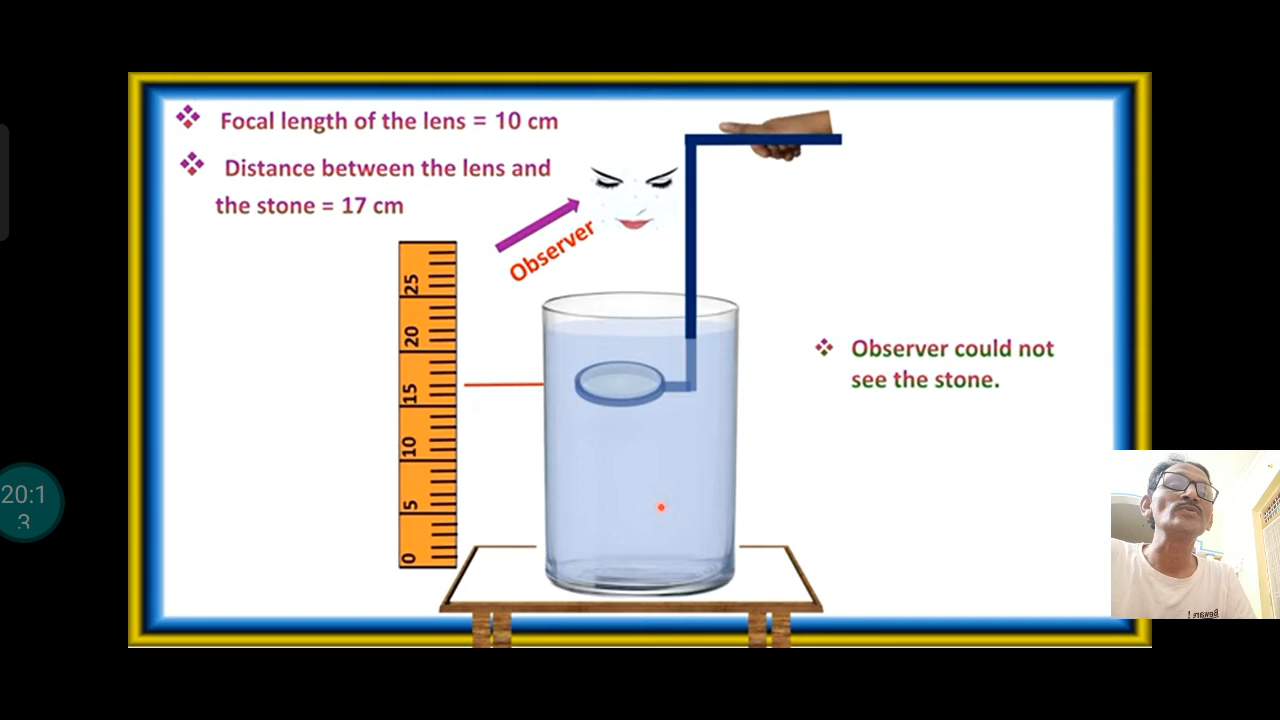 Focal length of the lens = 10 cm
Distance between the lens and
the stone = 17 cm
Observer
25
20
15
10
5
0
Observer could not
see the stone.
20:1
3
Beware !